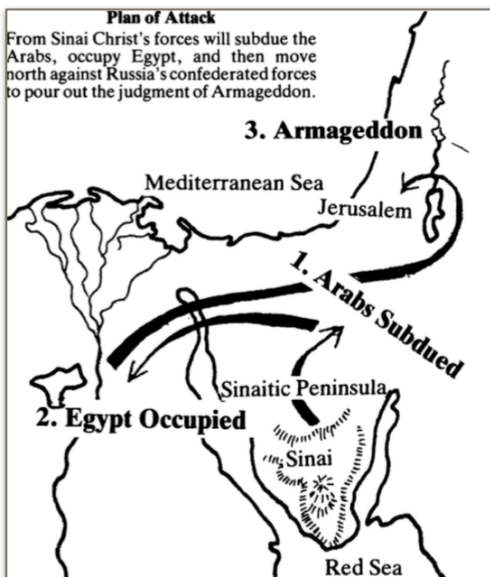 Plan of Attack
From Sinai Christ's forces will subdue the
Arabs, occupy Egypt, and then move
north against Russia's confederated forces
to pour out the judgment of Armageddon.
3. Armageddon
Mediterranean Sea
Jerusalem
1. Arabs Subdued
Sinaitic Peninsula
2. Egypt Occupied
Sinai
Red Sea